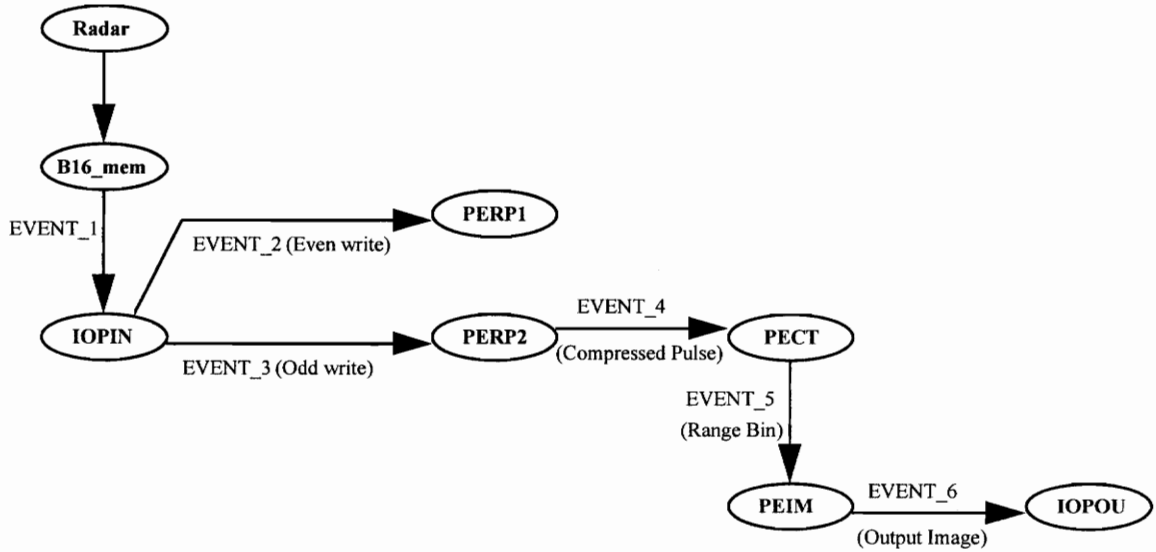 Radar
B16_mem
EVENT_1
PERP1
EVENT_2 (Even write)
IOPIN
EVENT_3 (Odd write)
PERP2
EVENT_4
(Compressed Pulse)
PECT
EVENT_5
(Range Bin)
PEIM
EVENT_6
(Output Image)
IOPOU